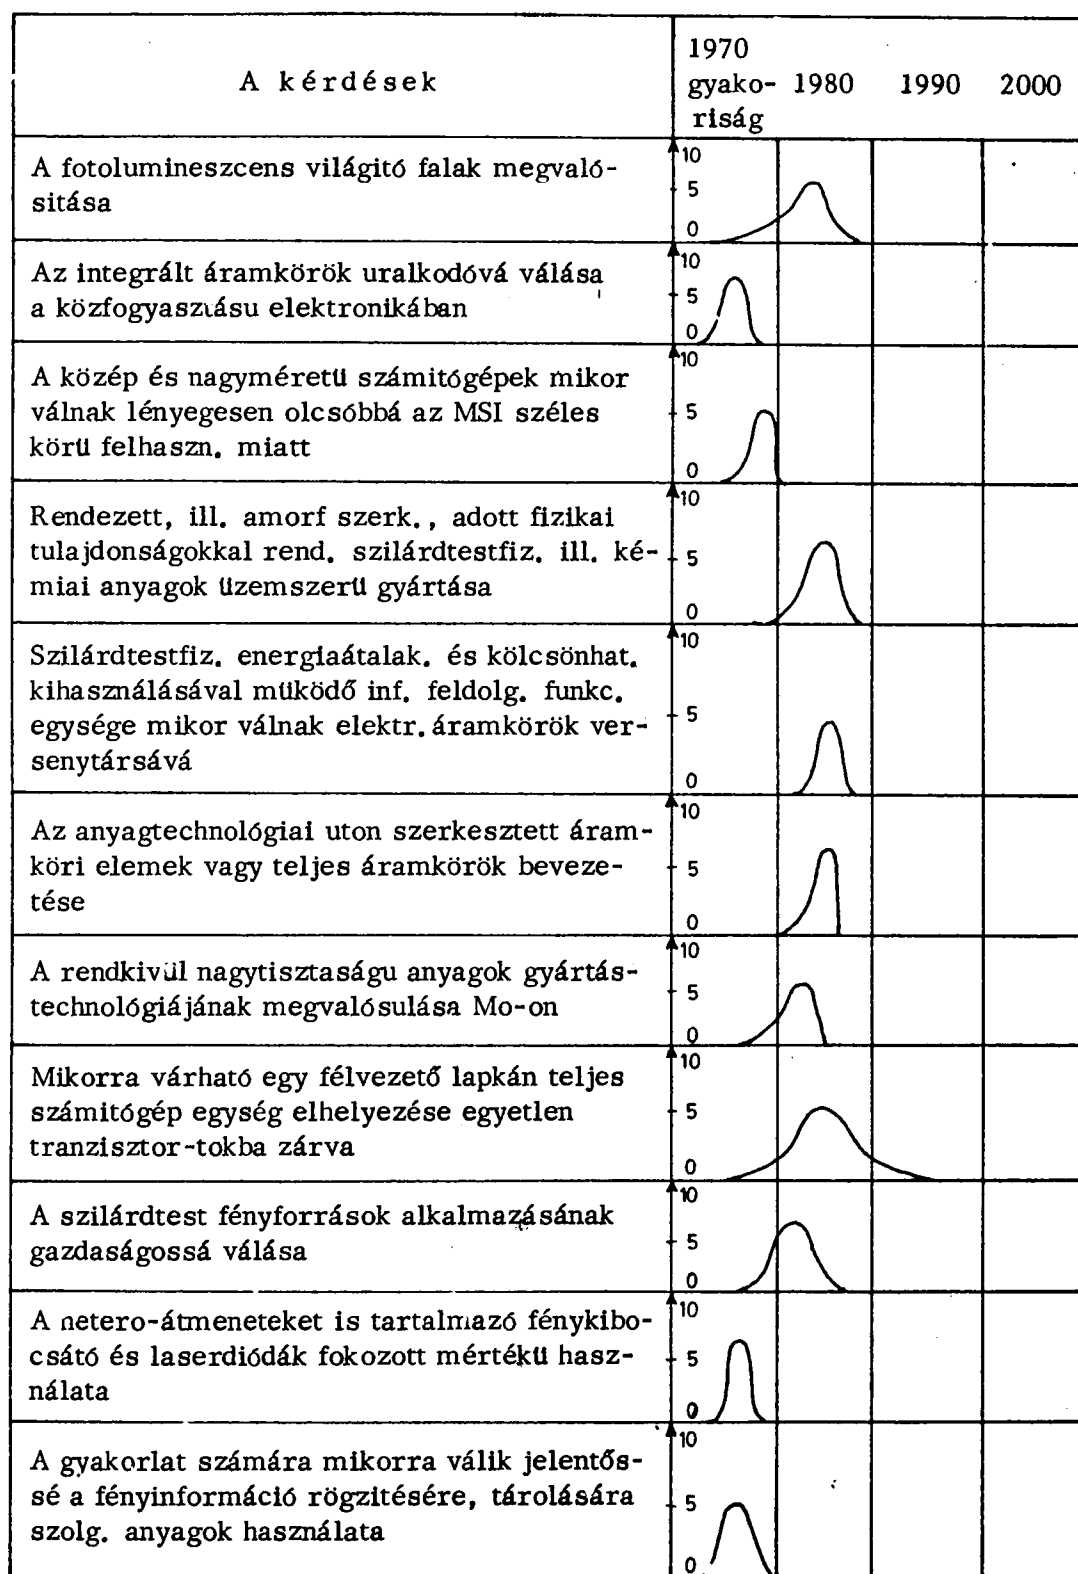 A kérdések
1970
gyako-
riság
1980
1990
2000
A fotolumineszcens világitó falak megvaló-
sitása
10
5
0
Az integrált áramkörök uralkodóvá válása
a közfogyasztásu elektronikában
10
5
0
A közép és nagyméretü számitógépek mikor
válnak lényegesen olcsóbbá az MSI széles
körü felhaszn. miatt
10
5
0
Rendezett, ill. amorf szerk., adott fizikai
tulajdonságokkal rend. szilárdtestfiz. ill. ké-
miai anyagok üzemszerü gyártása
10
5
0
Szilárdtestfiz. energiaátalak. és kölcsönhat.
kihasználásával müködő inf. feldolg. funkc.
egysége mikor válnak elektr. áramkörök ver-
senytársává
10
5
0
Az anyagtechnológiai uton szerkesztett áram-
köri elemek vagy teljes áramkörök beveze-
tése
10
5
0
A rendkivül nagytisztaságu anyagok gyártás-
technológiájának megvalósulása Mo-on
10
5
0
Mikorra várható egy félvezető lapkán teljes
számitógép egység elhelyezése egyetlen
tranzisztor-tokba zárva
10
5
0
A szilárdtest fényforrások alkalmazásának
gazdaságossá válása
10
5
0
A netero-átmeneteket is tartalmazó fénykibo-
csátó és laserdiódák fokozott mértékü hasz-
nálata
10
5
0
A gyakorlat számára mikorra válik jelentős-
sé a fényinformáció rögzitésére, tárolására
szolg. anyagok használata
10
5
0